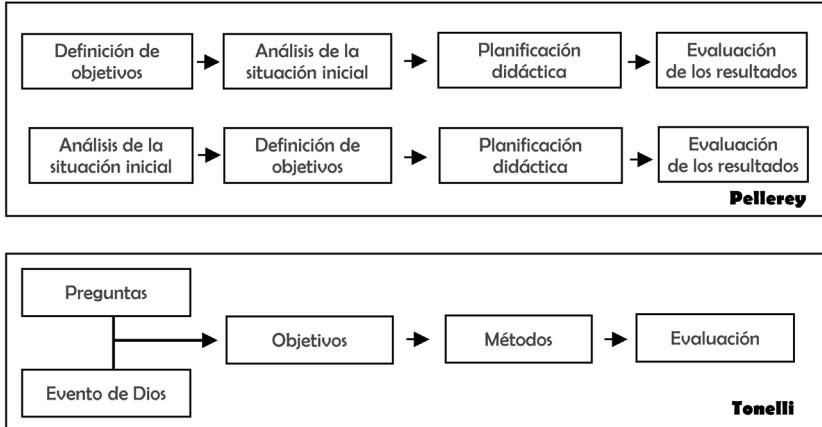 Definición de
objetivos
Análisis de la
situación inicial
Planificación
didáctica
Evaluación
de los resultados
Análisis de la
situación inicial
Definición de
objetivos
Planificación
didáctica
Evaluación
de los resultados
Pellerey
Preguntas
Evento de Dios
Objetivos
Métodos
Evaluación
Tonelli